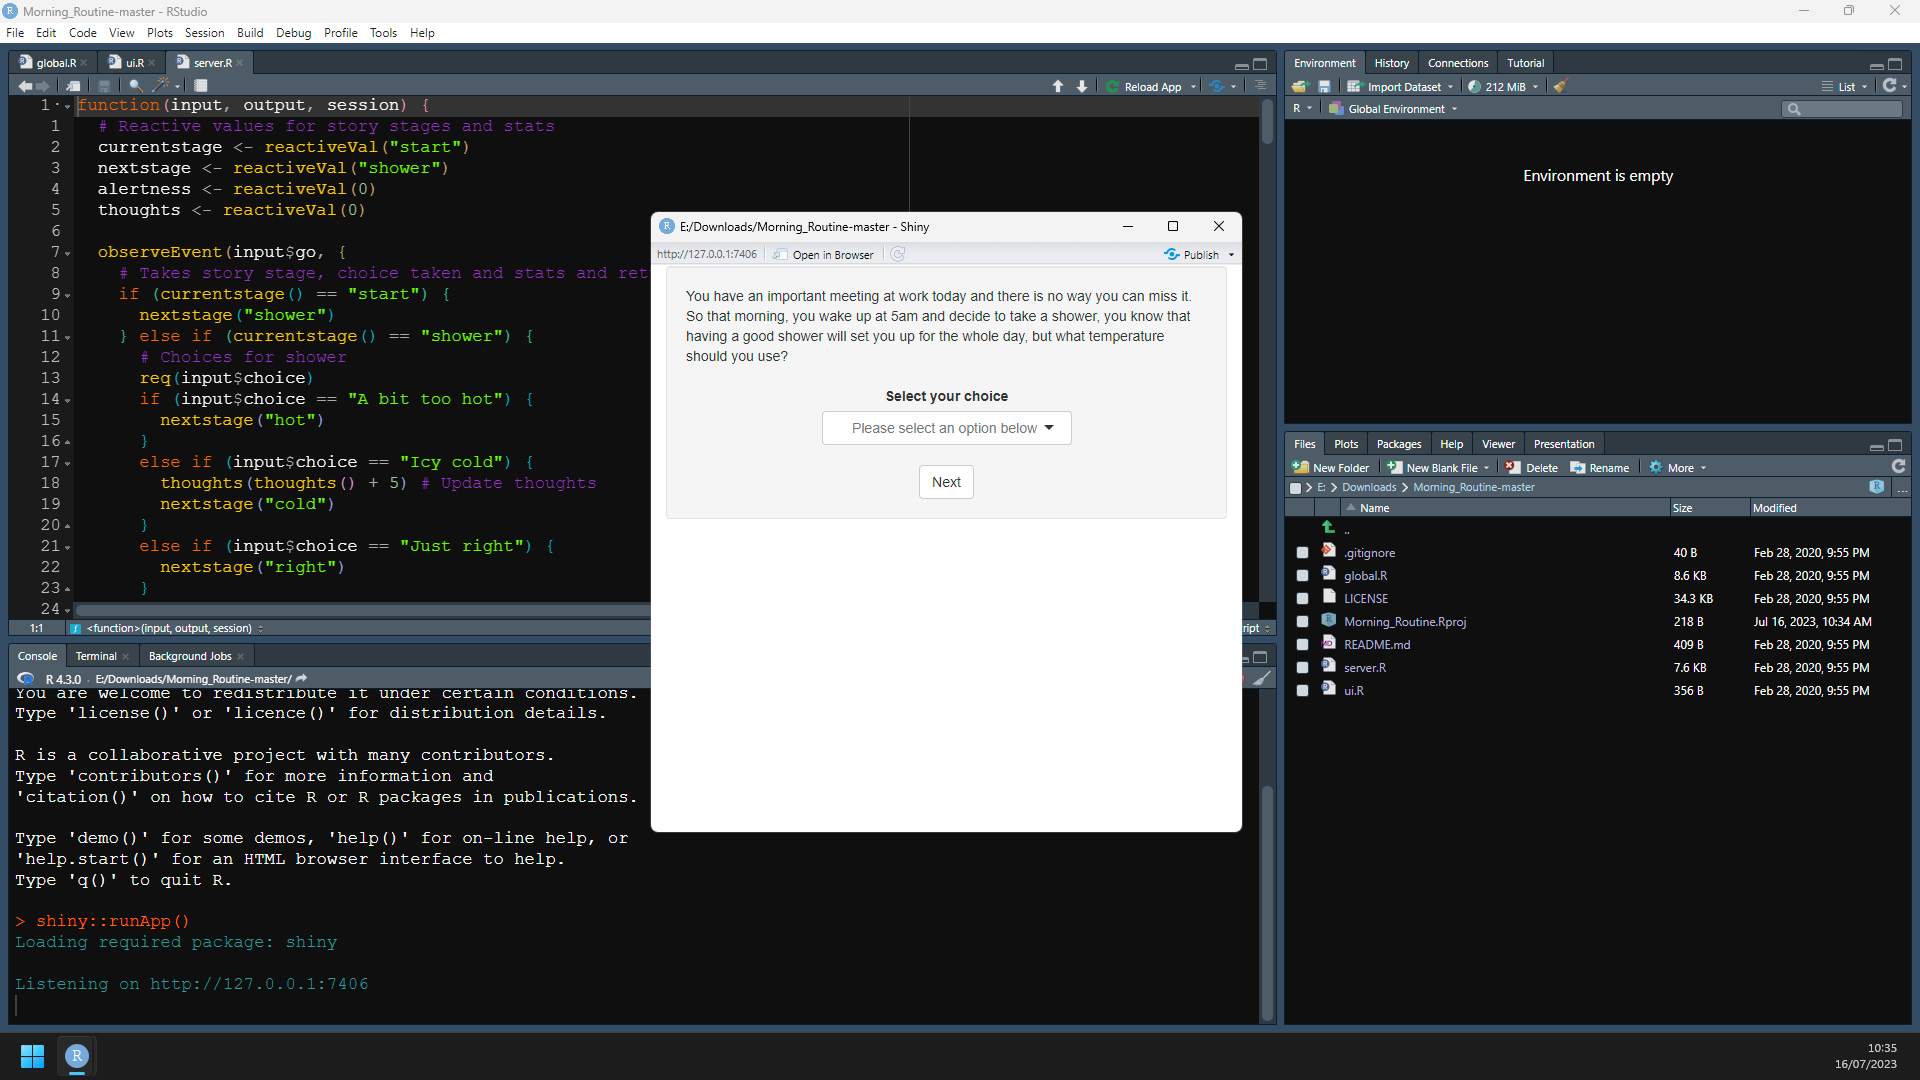 Morning_Routine-master - RStudio
File Edit Code View Plots Session Build Debug Profile Tools Help
global.R ui.R server.R
Reload App
1 function(input, output, session) {
1 # Reactive values for story stages and stats
2 currentstage <- reactiveVal("start")
3 nextstage <- reactiveVal("shower")
4 alertness <- reactiveVal(0)
5 thoughts <- reactiveVal(0)
6
7 observeEvent(input$go, {
8 # Takes story stage, choice taken and stats and ret
9 if (currentstage() == "start") {
10 nextstage("shower")
11 } else if (currentstage() == "shower") {
12 # Choices for shower
13 req(input$choice)
14 if (input$choice == "A bit too hot") {
15 nextstage("hot")
16 }
17 else if (input$choice == "Icy cold") {
18 thoughts(thoughts() + 5) # Update thoughts
19 nextstage("cold")
20 }
21 else if (input$choice == "Just right") {
22 nextstage("right")
23 }
24
1:1 <function>(input, output, session) ript
Console Terminal Background Jobs
R 4.3.0 · E:/Downloads/Morning_Routine-master/
You are welcome to redistribute it under certain conditions.
Type 'license()' or 'licence()' for distribution details.
R is a collaborative project with many contributors.
Type 'contributors()' for more information and
'citation()' on how to cite R or R packages in publications.
Type 'demo()' for some demos, 'help()' for on-line help, or
'help.start()' for an HTML browser interface to help.
Type 'q()' to quit R.
> shiny::runApp()
Loading required package: shiny
Listening on http://127.0.0.1:7406
E:/Downloads/Morning_Routine-master - Shiny
http://127.0.0.1:7406 Open in Browser Publish
You have an important meeting at work today and there is no way you can miss it.
So that morning, you wake up at 5am and decide to take a shower, you know that
having a good shower will set you up for the whole day, but what temperature
should you use?
Select your choice
Please select an option below
Next
Environment History Connections Tutorial
Import Dataset 212 MiB List
R Global Environment
Environment is empty
Files Plots Packages Help Viewer Presentation
New Folder New Blank File Delete Rename More
E: > Downloads > Morning_Routine-master ...
Name Size Modified
..
.gitignore 40 B Feb 28, 2020, 9:55 PM
global.R 8.6 KB Feb 28, 2020, 9:55 PM
LICENSE 34.3 KB Feb 28, 2020, 9:55 PM
Morning_Routine.Rproj 218 B Jul 16, 2023, 10:34 AM
README.md 409 B Feb 28, 2020, 9:55 PM
server.R 7.6 KB Feb 28, 2020, 9:55 PM
ui.R 356 B Feb 28, 2020, 9:55 PM
10:35
16/07/2023